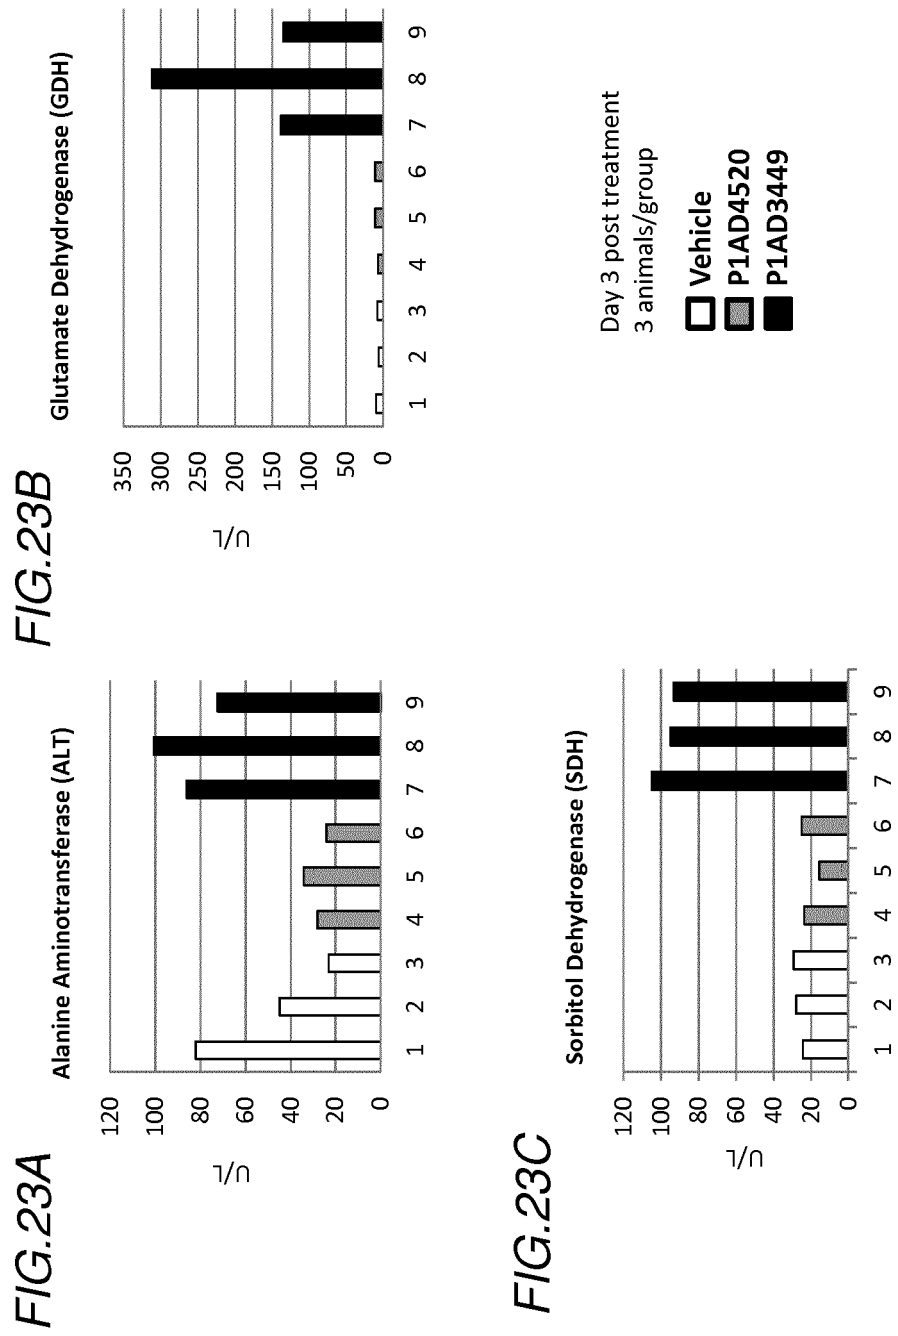 FIG.23A
Alanine Aminotransferase (ALT)
U/L
120
100
80
60
40
20
0
1 2 3 4 5 6 7 8 9
FIG.23B
Glutamate Dehydrogenase (GDH)
U/L
350
300
250
200
150
100
50
0
1 2 3 4 5 6 7 8 9
FIG.23C
Sorbitol Dehydrogenase (SDH)
U/L
120
100
80
60
40
20
0
1 2 3 4 5 6 7 8 9
Day 3 post treatment
3 animals/group
Vehicle
P1AD4520
P1AD3449